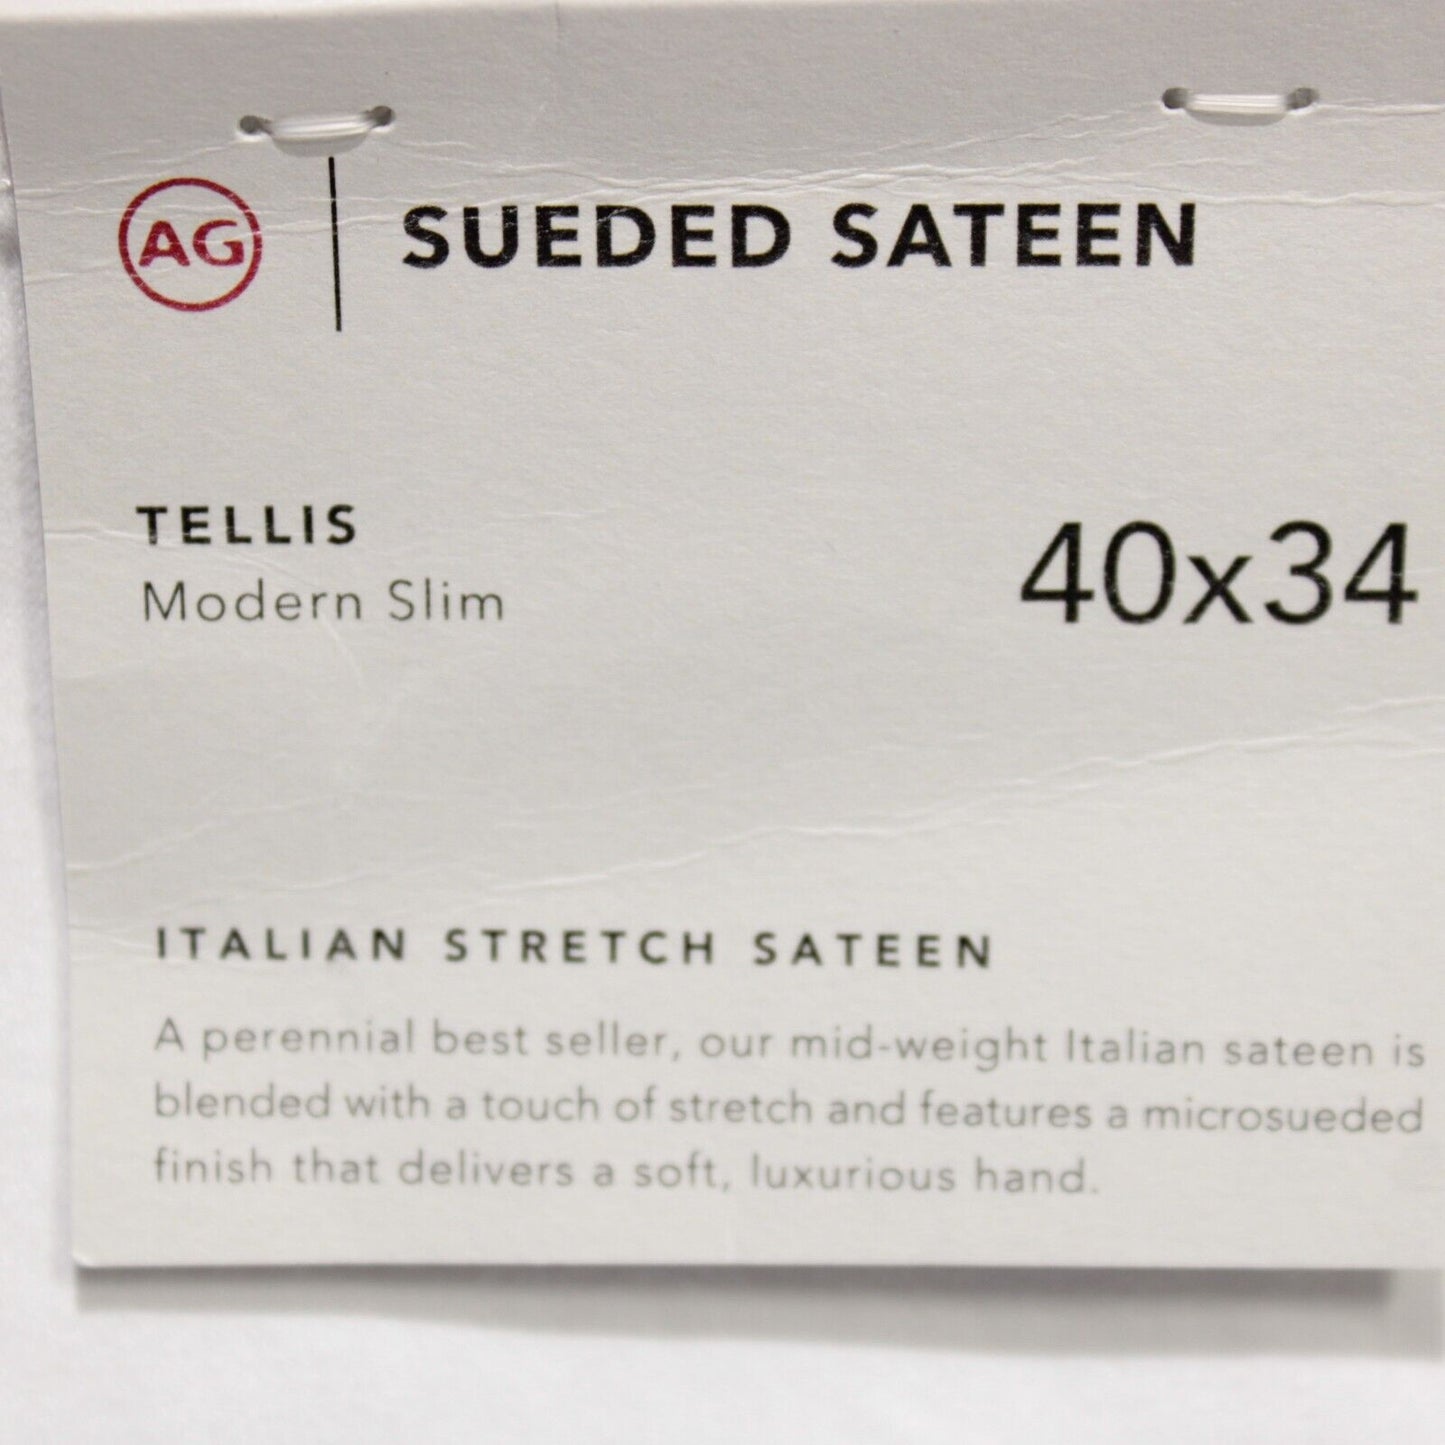 AG
SUEDED SATEEN
TELLIS
Modern Slim
40x34
ITALIAN STRETCH SATEEN
A perennial best seller, our mid-weight Italian sateen is
blended with a touch of stretch and features a microsueded
finish that delivers a soft, luxurious hand.